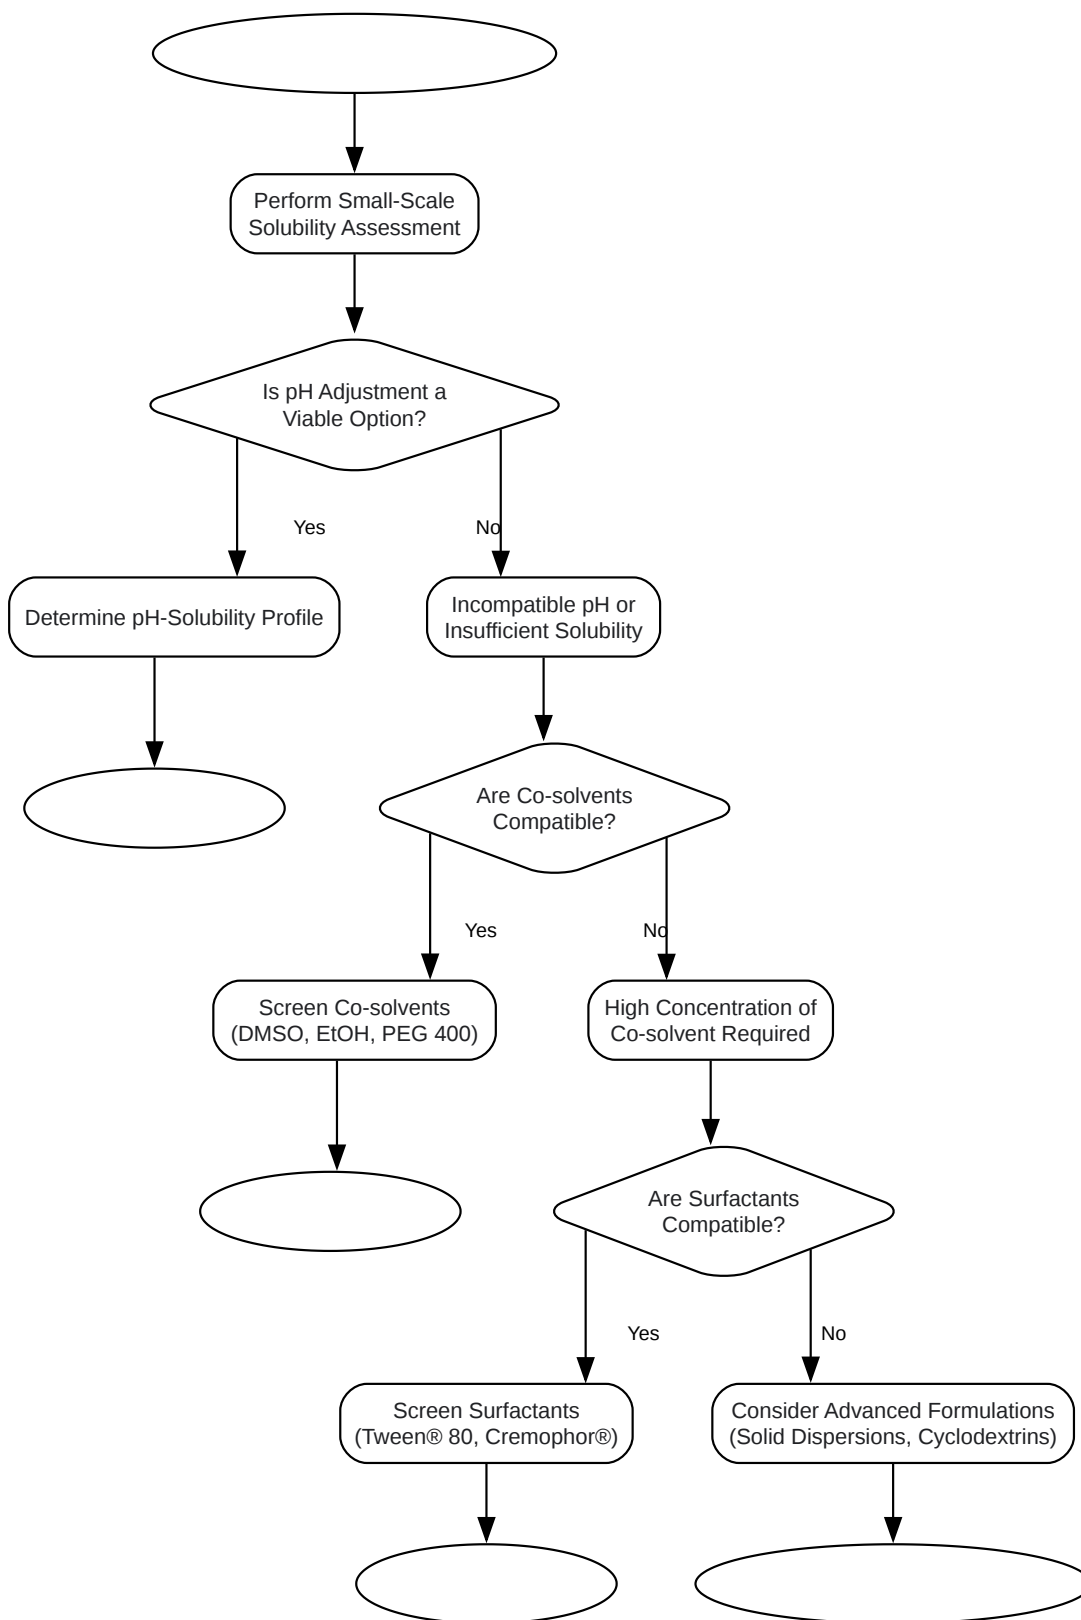 Perform Small-Scale
Solubility Assessment
Is pH Adjustment a
Viable Option?
Yes
No
Determine pH-Solubility Profile
Incompatible pH or
Insufficient Solubility
Are Co-solvents
Compatible?
Yes
No
Screen Co-solvents
(DMSO, EtOH, PEG 400)
High Concentration of
Co-solvent Required
Are Surfactants
Compatible?
Yes
No
Screen Surfactants
(Tween® 80, Cremophor®)
Consider Advanced Formulations
(Solid Dispersions, Cyclodextrins)